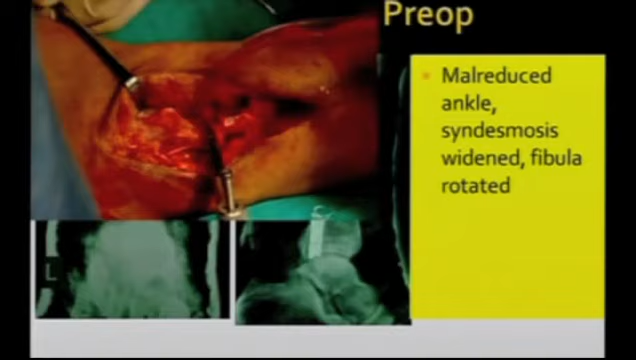 Preop
Malreduced
ankle,
syndesmosis
widened, fibula
rotated
L